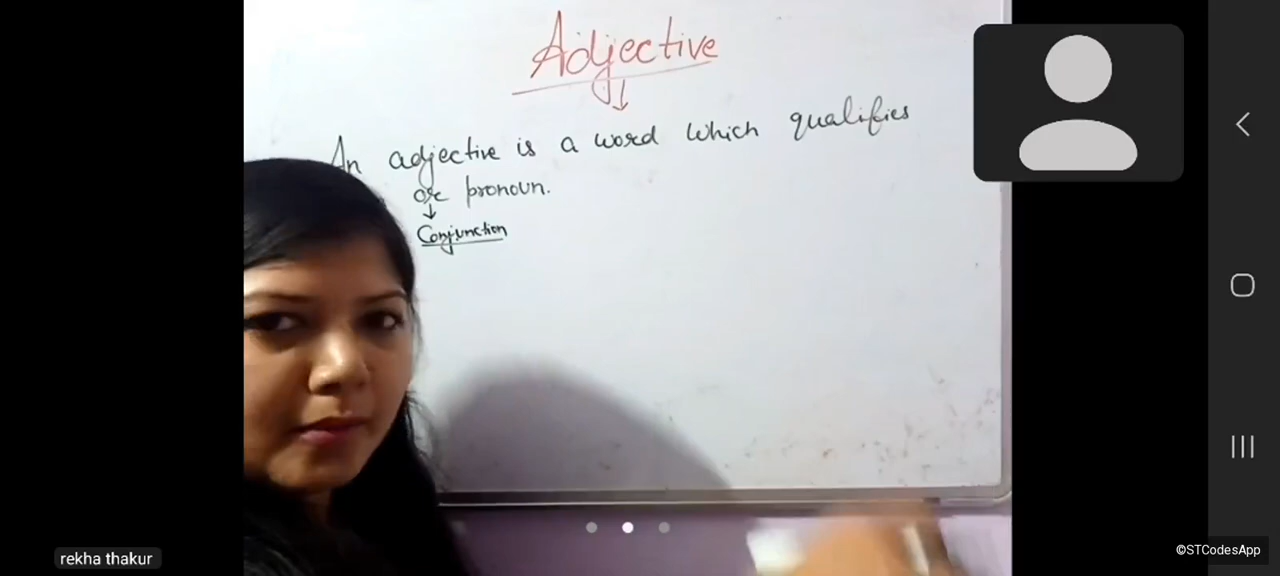 Adjective
An adjective is a word which qualifies
or pronoun.
Conjunction
rekha thakur
©STCodesApp